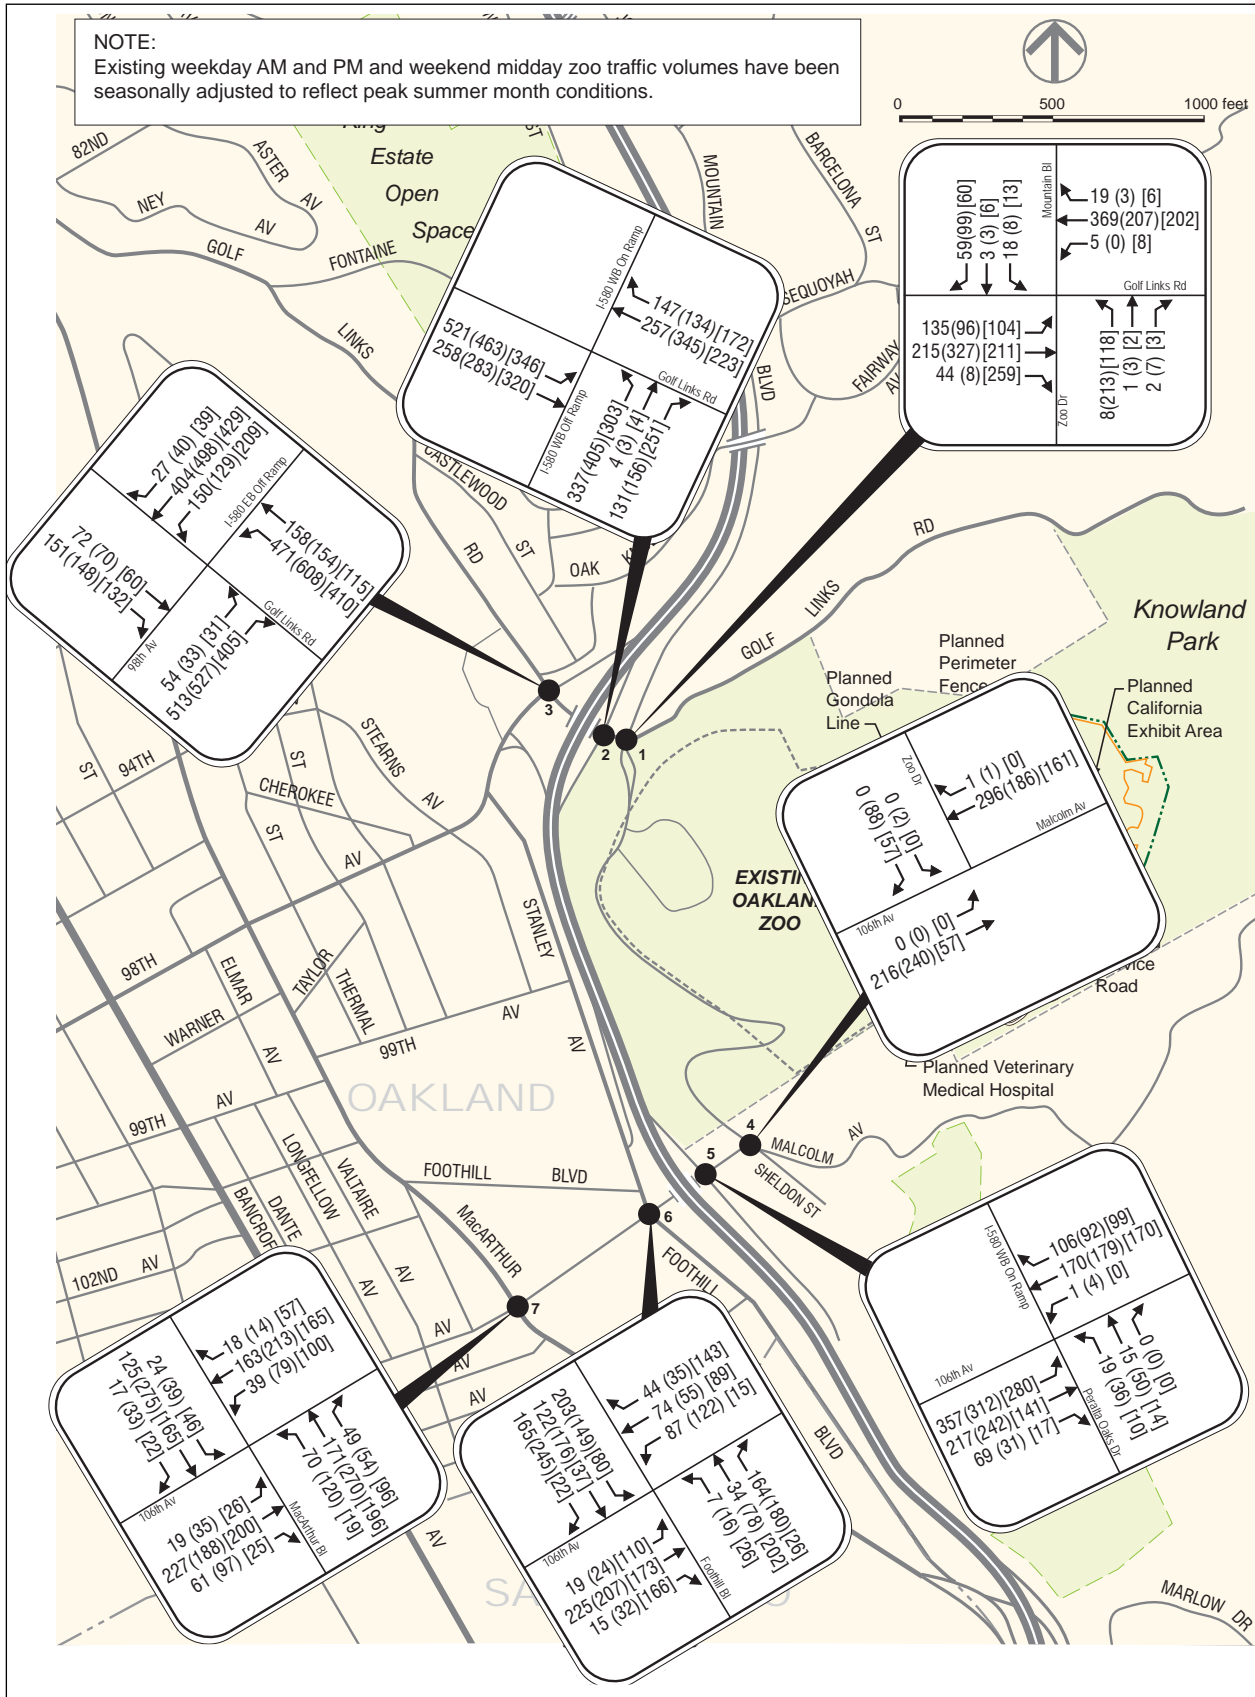 NOTE:
Existing weekday AM and PM and weekend midday zoo traffic volumes have been
seasonally adjusted to reflect peak summer month conditions.
0 500 1000 feet
Estate
Open
Space
82ND
ASTER
AV
NEY
AV
GOLF
FONTAINE
LINKS
RD
ST
MOUNTAIN
BLVD
BARCELONA
ST
SEQUOYAH
FAIRWAY
AV
CASTLEWOOD
ST
OAK
I-580 WB On Ramp
147(134)[172]
257(345)[223]
521(463)[346]
258(283)[320]
Golf Links Rd
I-580 WB Off Ramp
337(405)[303]
4 (3) [4]
131(156)[251]
59(99)[60]
3 (3) [6]
18 (8) [13]
Mountain Bl
19 (3) [6]
369(207)[202]
5 (0) [8]
Golf Links Rd
135(96)[104]
215(327)[211]
44 (8)[259]
Zoo Dr
8(213)[118]
1 (3) [2]
2 (7) [3]
27 (40) [39]
404(498)[429]
150(129)[209]
I-580 EB Off Ramp
158(154)[115]
471(608)[410]
72 (70) [60]
151(148)[132]
98th Av
Golf Links Rd
54 (33) [31]
513(527)[405]
GOLF
LINKS
RD
Knowland
Park
Planned
Gondola
Line
Planned
Perimeter
Fence
Planned
California
Exhibit Area
3
2
1
ST
94TH
ST
STEARNS
AV
CHEROKEE
ST
AV
98TH
ELMAR
AV
WARNER
TAYLOR
THERMAL
99TH
AV
STANLEY
AV
99TH
AV
OAKLAND
ZOO
Zoo Dr
1 (1) [0]
296(186)[161]
0 (2) [0]
0 (88) [57]
Malcolm Av
106th Av
0 (0) [0]
216(240)[57]
Road
Planned Veterinary
Medical Hospital
OAKLAND
LONGFELLOW
AV
VALTAIRE
AV
DANTE
FOOTHILL BLVD
MacARTHUR
102ND AV
AV
AV
AV
AV
4
5
6
7
MALCOLM
AV
SHELDON ST
FOOTHILL
BLVD
MARLOW DR
I-580 WB On Ramp
106(92)[99]
170(179)[170]
1 (4) [0]
106th Av
357(312)[280]
217(242)[141]
69 (31) [17]
Peralta Oaks Dr
0 (0) [0]
15 (50) [14]
19 (36) [10]
18 (14) [57]
163(213)[165]
39 (79)[100]
24 (39) [46]
125(275)[165]
17 (33) [22]
106th Av
19 (35) [26]
227(188)[200]
61 (97) [25]
MacArthur Bl
49 (54) [96]
171(270)[196]
70 (120) [19]
44 (35)[143]
74 (55) [89]
87 (122) [15]
203(149)[80]
122(176)[37]
165(245)[22]
106th Av
19 (24)[110]
225(207)[173]
15 (32)[166]
Foothill Bl
164(180)[26]
34 (78) [202]
7 (16) [26]